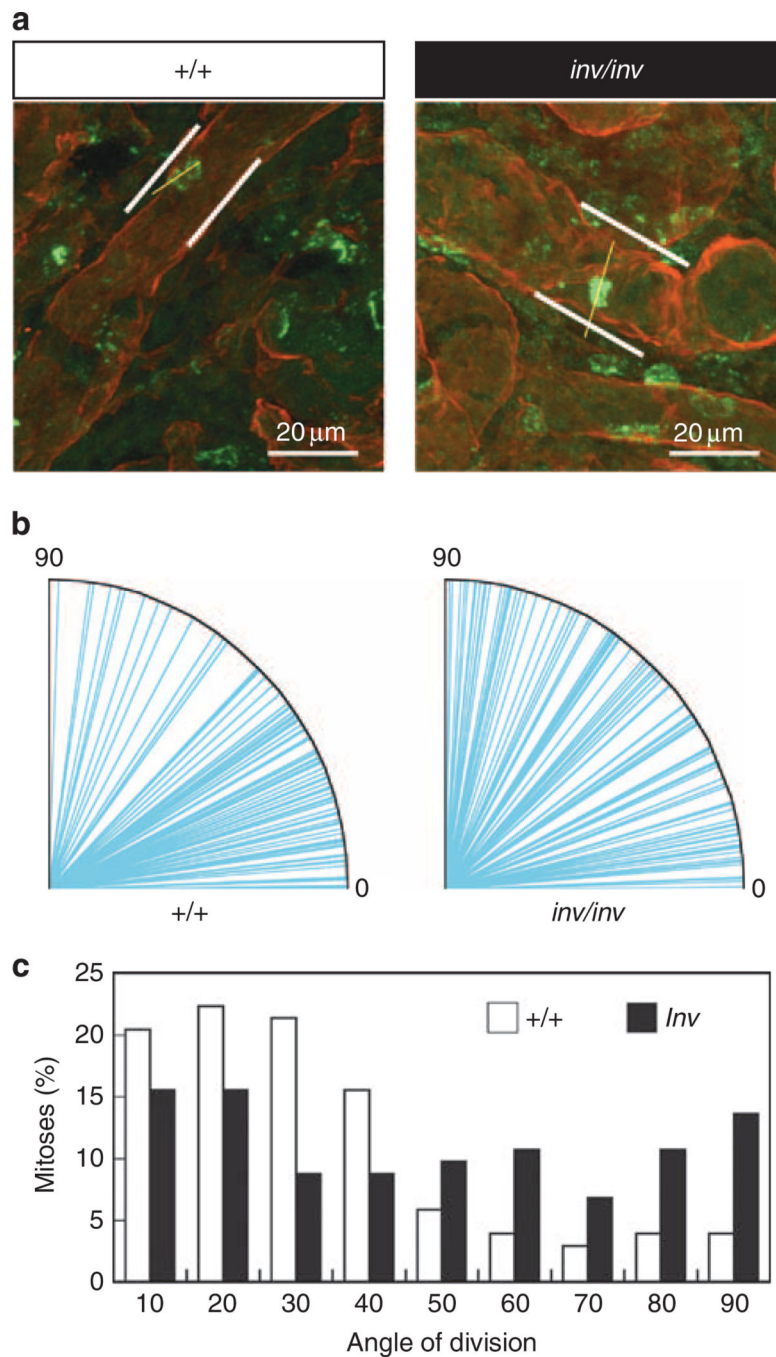 a
+/+
inv/inv
20 μm
20 μm
b
90
90
0
0
+/+
inv/inv
c
25
20
15
10
5
0
Mitoses (%)
+/+
Inv
10 20 30 40 50 60 70 80 90
Angle of division